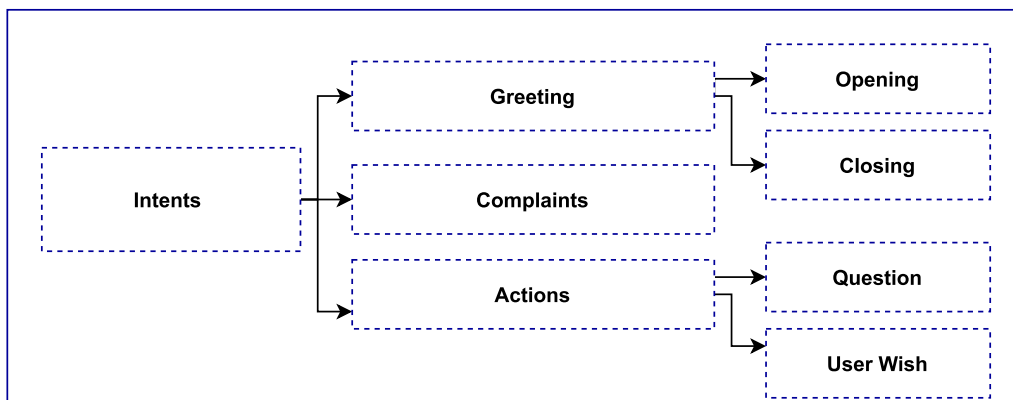 Intents
Greeting
Opening
Closing
Complaints
Actions
Question
User Wish